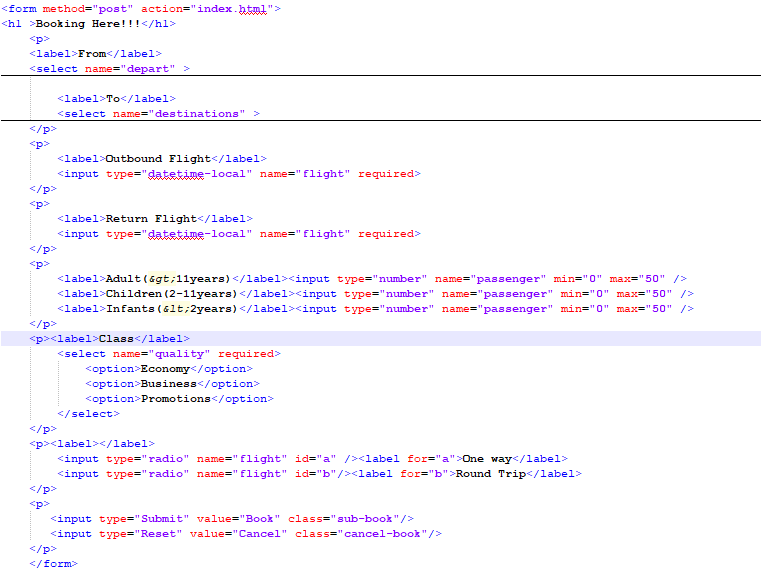 <form method="post" action="index.html">
<h1 >Booking Here!!!</h1>
<p>
<label>From</label>
<select name="depart" >
<label>To</label>
<select name="destinations" >
</p>
<p>
<label>Outbound Flight</label>
<input type="datetime-local" name="flight" required>
</p>
<p>
<label>Return Flight</label>
<input type="datetime-local" name="flight" required>
</p>
<p>
<label>Adult(&gt;11years)</label><input type="number" name="passenger" min="0" max="50" />
<label>Children(2-11years)</label><input type="number" name="passenger" min="0" max="50" />
<label>Infants(&lt;2years)</label><input type="number" name="passenger" min="0" max="50" />
</p>
<p><label>Class</label>
<select name="quality" required>
<option>Economy</option>
<option>Business</option>
<option>Promotions</option>
</select>
</p>
<p><label></label>
<input type="radio" name="flight" id="a" /><label for="a">One way</label>
<input type="radio" name="flight" id="b"/><label for="b">Round Trip</label>
</p>
<p>
<input type="Submit" value="Book" class="sub-book"/>
<input type="Reset" value="Cancel" class="cancel-book"/>
</p>
</form>